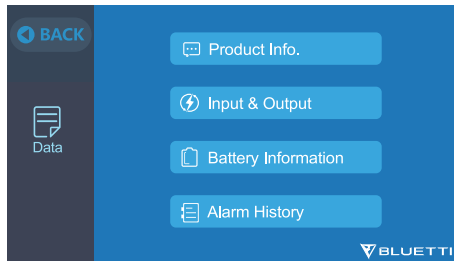 BACK
Data
Product Info.
Input & Output
Battery Information
Alarm History
BLUETTI